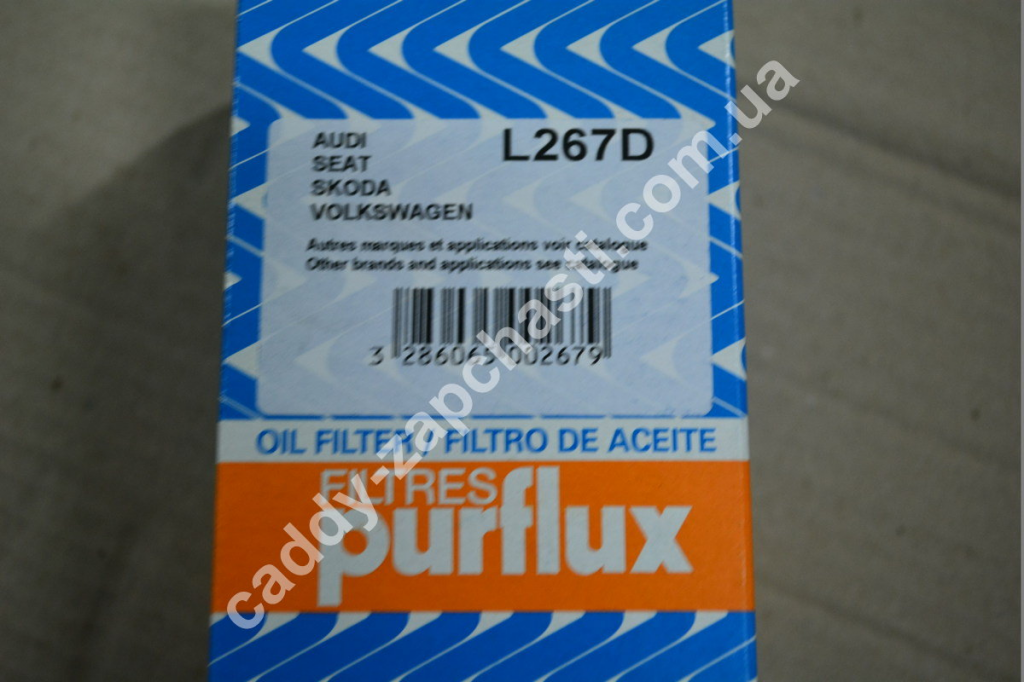 AUDI
SEAT
SKODA
VOLKSWAGEN
L267D
Autres marques et applications voir catalogue
Other brands and applications see catalogue
3 286065 002679
OIL FILTER / FILTRO DE ACEITE
FILTRES
purflux
caddy-zapchasti.com.ua